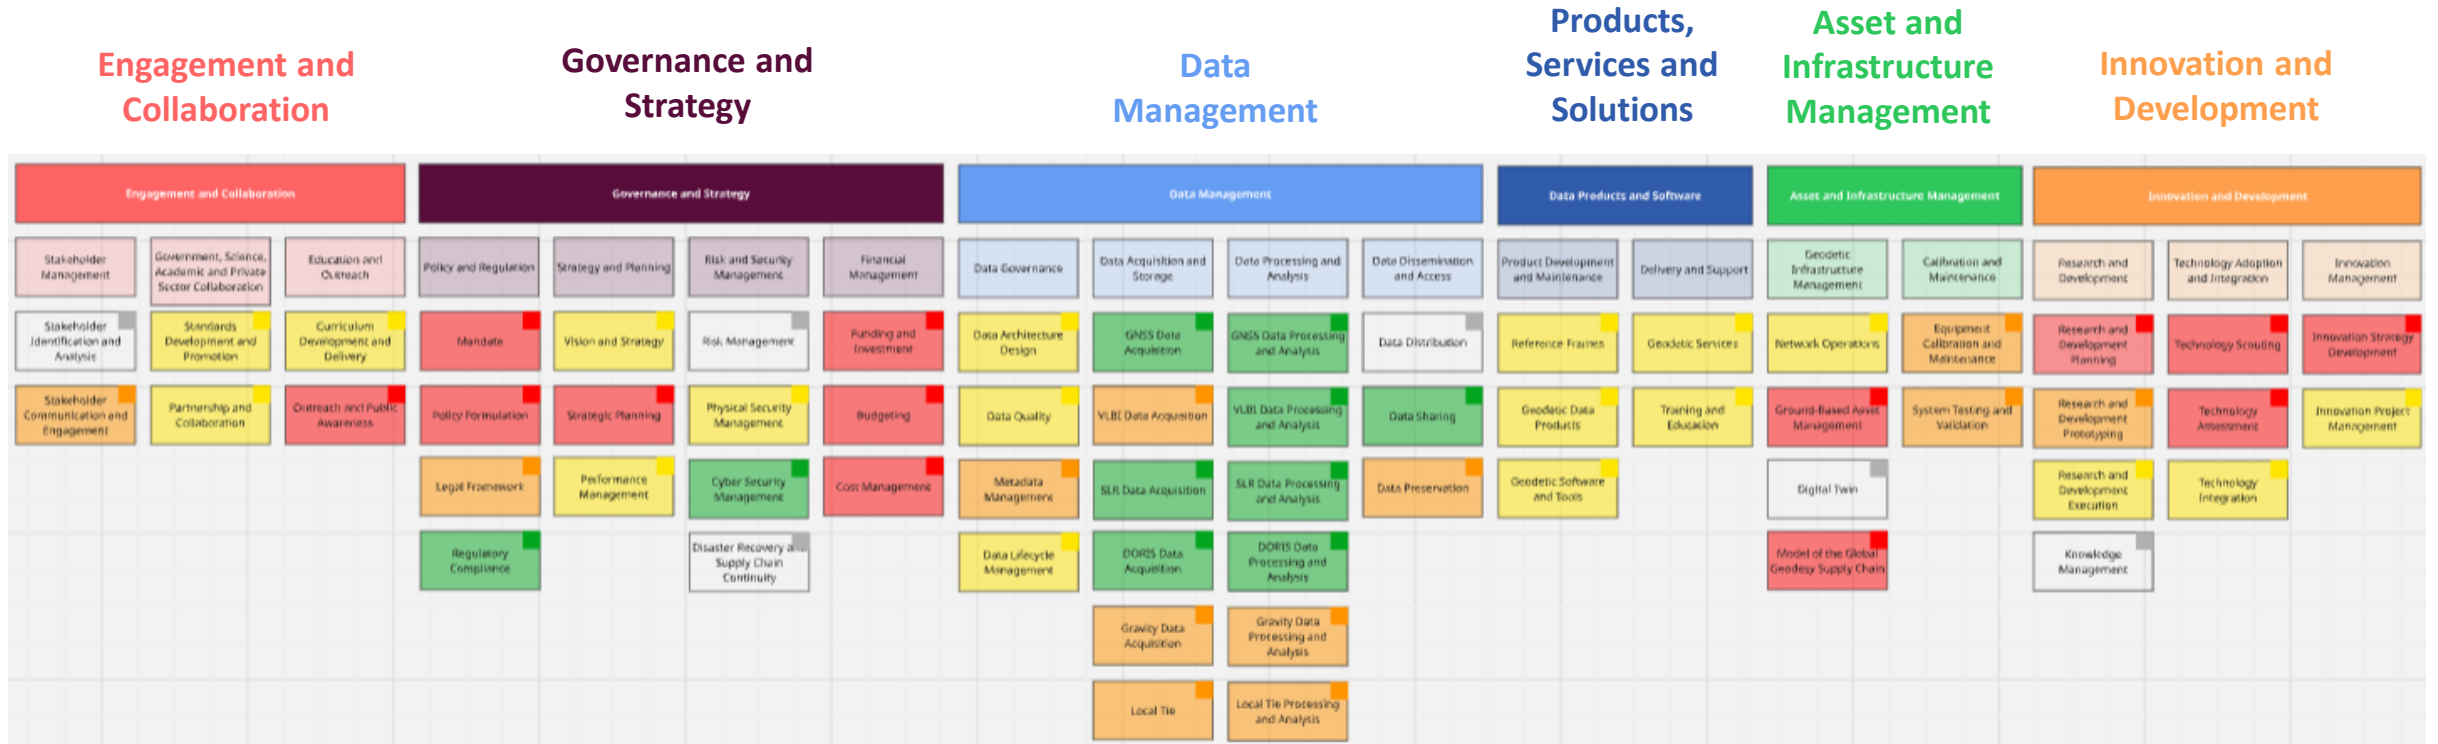 Engagement and
Collaboration
Governance and
Strategy
Data
Management
Products,
Services and
Solutions
Asset and
Infrastructure
Management
Innovation and
Development
Engagement and Collaboration
Governance and Strategy
Data Management
Data Products and Software
Asset and Infrastructure Management
Innovation and Development
Stakeholder
Management
Government, Science,
Academic and Private
Sector Collaboration
Education and
Outreach
Policy and Regulation
Strategy and Planning
Risk and Security
Management
Financial
Management
Data Governance
Data Acquisition and
Storage
Data Processing and
Analysis
Data Dissemination
and Access
Product Development
and Maintenance
Delivery and Support
Geodetic
Infrastructure
Management
Calibration and
Maintenance
Research and
Development
Technology Adoption
and Integration
Innovation
Management
Stakeholder
Identification and
Analysis
Standards
Development and
Promotion
Curriculum
Development and
Delivery
Mandate
Vision and Strategy
Risk Management
Funding and
Investment
Data Architecture
Design
GNSS Data
Acquisition
GNSS Data Processing
and Analysis
Data Distribution
Reference Frames
Geodetic Services
Network Operations
Equipment
Calibration and
Maintenance
Research and
Development
Planning
Technology Scouting
Innovation Strategy
Development
Stakeholder
Communication and
Engagement
Partnership and
Collaboration
Outreach and Public
Awareness
Policy Formulation
Strategic Planning
Physical Security
Management
Budgeting
Data Quality
VLBI Data Acquisition
VLBI Data Processing
and Analysis
Data Sharing
Geodetic Data
Products
Training and
Education
Ground-Based Asset
Management
System Testing and
Validation
Research and
Development
Prototyping
Technology
Assessment
Innovation Project
Management
Legal Framework
Performance
Management
Cyber Security
Management
Cost Management
Metadata
Management
SLR Data Acquisition
SLR Data Processing
and Analysis
Data Preservation
Geodetic Software
and Tools
Digital Twin
Research and
Development
Execution
Technology
Integration
Regulatory
Compliance
Disaster Recovery
Supply Chain
Continuity
Data Lifecycle
Management
DORIS Data
Acquisition
DORIS Data
Processing and
Analysis
Model of the Global
Geodesy Supply Chain
Knowledge
Management
Gravity Data
Acquisition
Gravity Data
Processing and
Analysis
Local Tie
Local Tie Processing
and Analysis